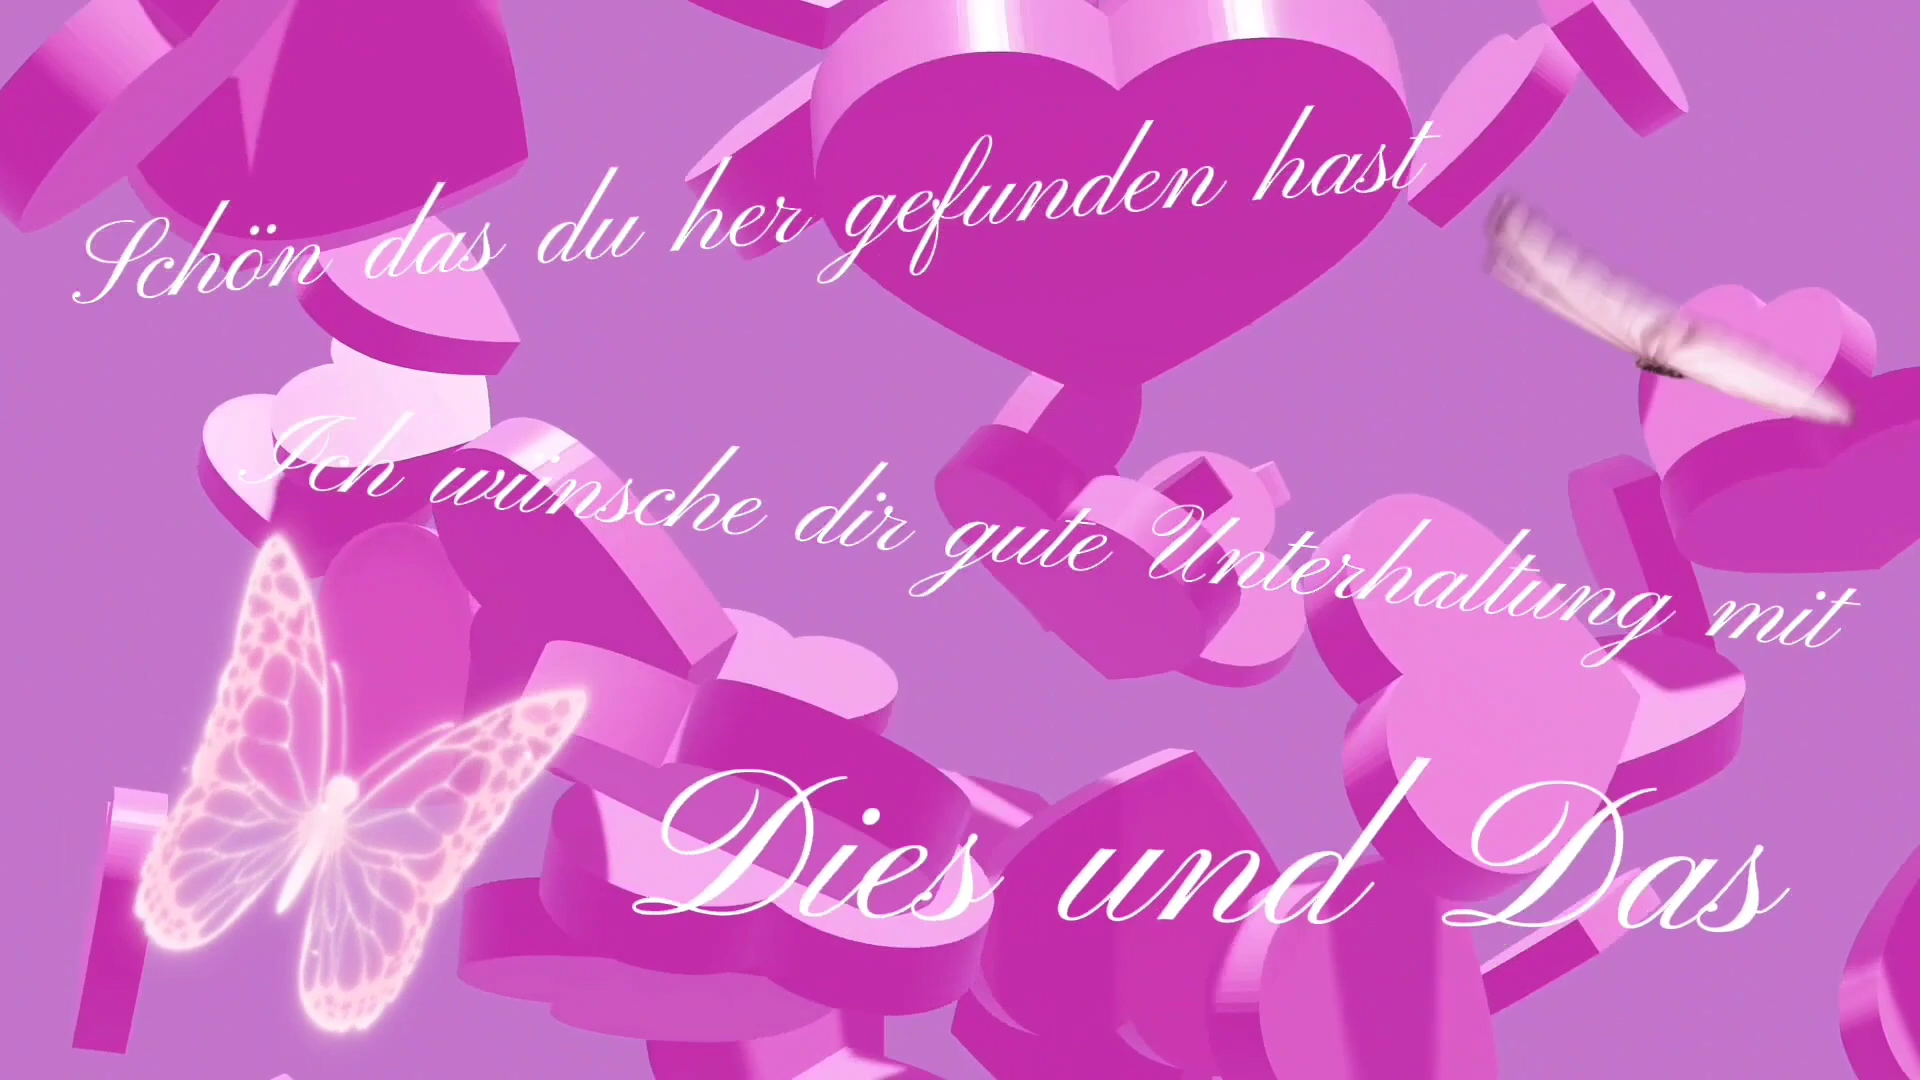 Schön das du her gefunden hast
Ich wünsche dir gute Unterhaltung mit
Dies und Das